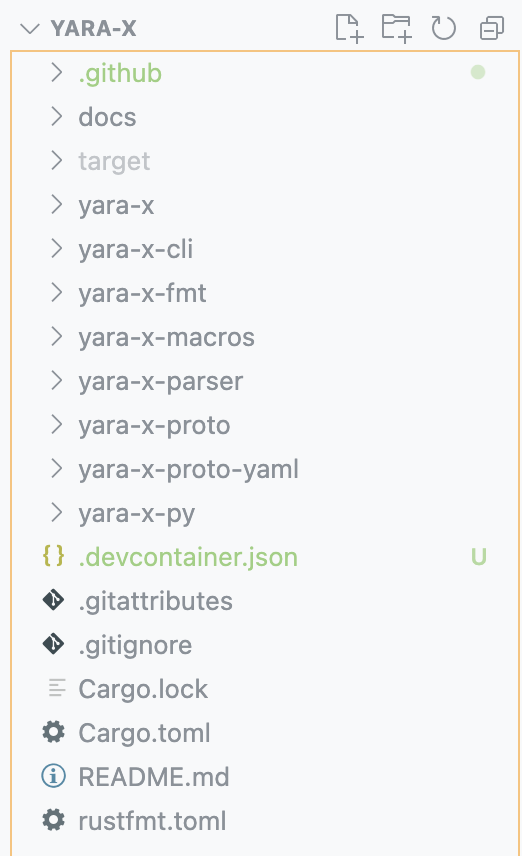 YARA-X
.github
docs
target
yara-x
yara-x-cli
yara-x-fmt
yara-x-macros
yara-x-parser
yara-x-proto
yara-x-proto-yaml
yara-x-py
{} .devcontainer.json U
.gitattributes
.gitignore
Cargo.lock
Cargo.toml
README.md
rustfmt.toml